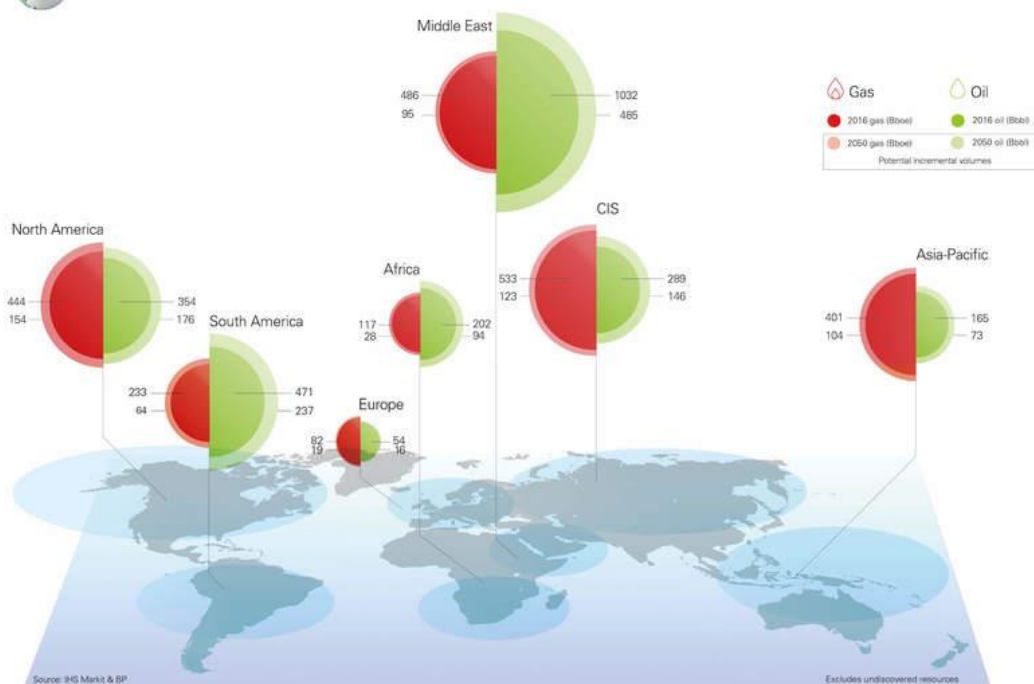 Middle East
486
95
1032
485
Gas
Oil
2016 gas (Bboe)
2016 oil (Bbbl)
2050 gas (Bboe)
2050 oil (Bbbl)
Potential incremental volumes
North America
444
154
354
176
South America
233
64
471
237
Africa
117
28
202
94
Europe
82
19
54
16
CIS
533
123
289
146
Asia-Pacific
401
104
165
73
Source: IHS Markit & BP
Excludes undiscovered resources